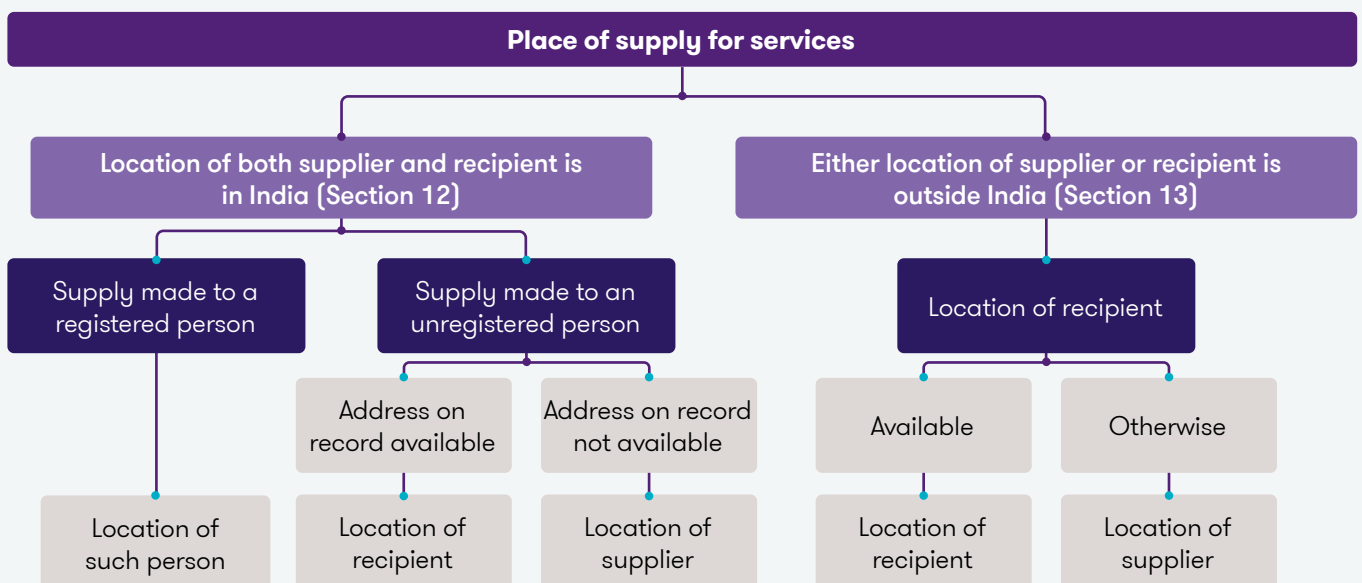 Place of supply for services
Location of both supplier and recipient is
in India (Section 12)
Either location of supplier or recipient is
outside India (Section 13)
Supply made to a
registered person
Supply made to an
unregistered person
Location of recipient
Address on
record available
Address on record
not available
Available
Otherwise
Location of
such person
Location of
recipient
Location of
supplier
Location of
recipient
Location of
supplier